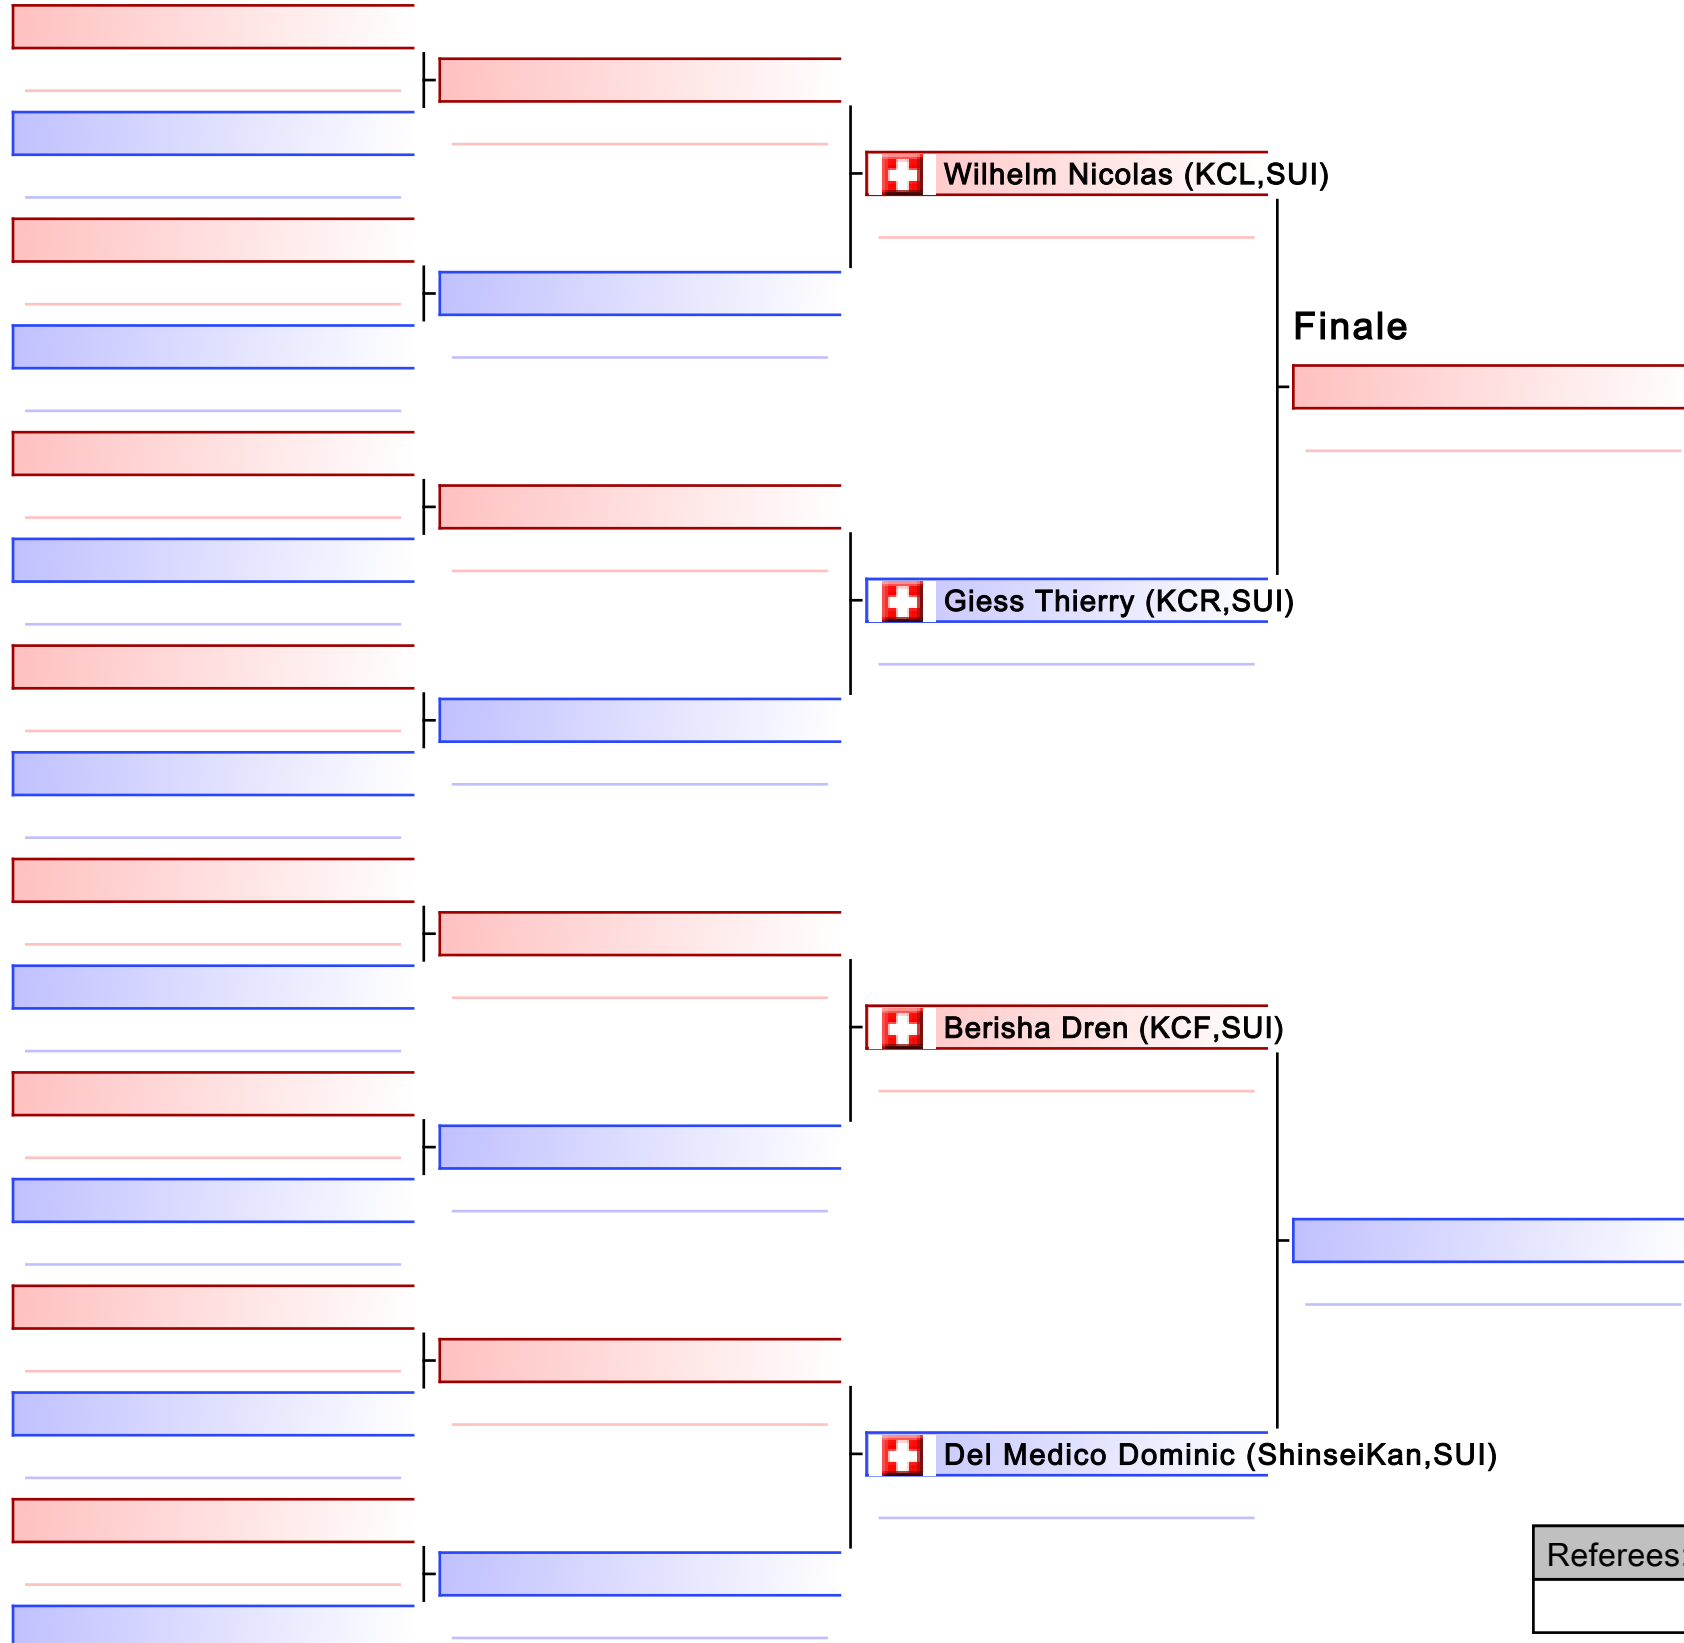 Wilhelm Nicolas (KCL,SUI)
Finale
Giess Thierry (KCR,SUI)
Berisha Dren (KCF,SUI)
Del Medico Dominic (ShinseiKan,SUI)
Referees: